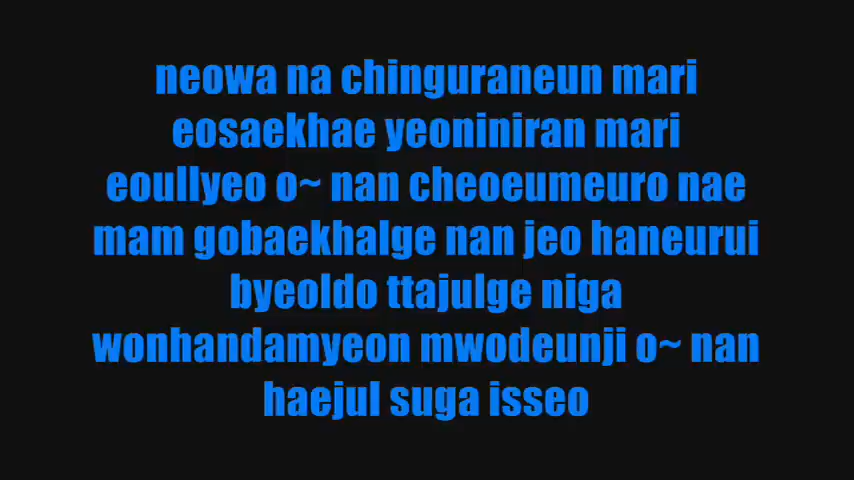 neowa na chinguraneun mari
eosaekhae yeoniniran mari
eoullyeo o~ nan cheoeumeuro nae
mam gobaekhalge nan jeo haneurui
byeoldo ttajulge niga
wonhandamyeon mwodeunji o~ nan
haejul suga isseo